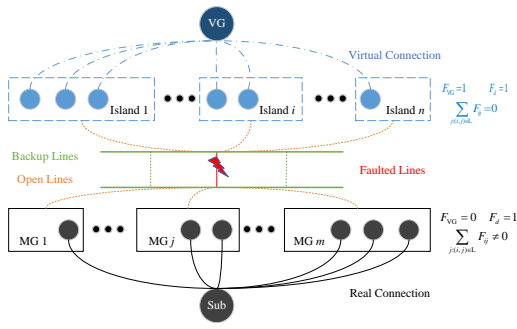 VG
Virtual Connection
Island 1
Island i
Island n
F_VG=1 F_d=1
∑ F_ij=0
j:(i,j)∈L
Backup Lines
Open Lines
Faulted Lines
MG 1
MG j
MG m
F_VG=0 F_d=1
∑ F_ij≠0
j:(i,j)∈L
Sub
Real Connection